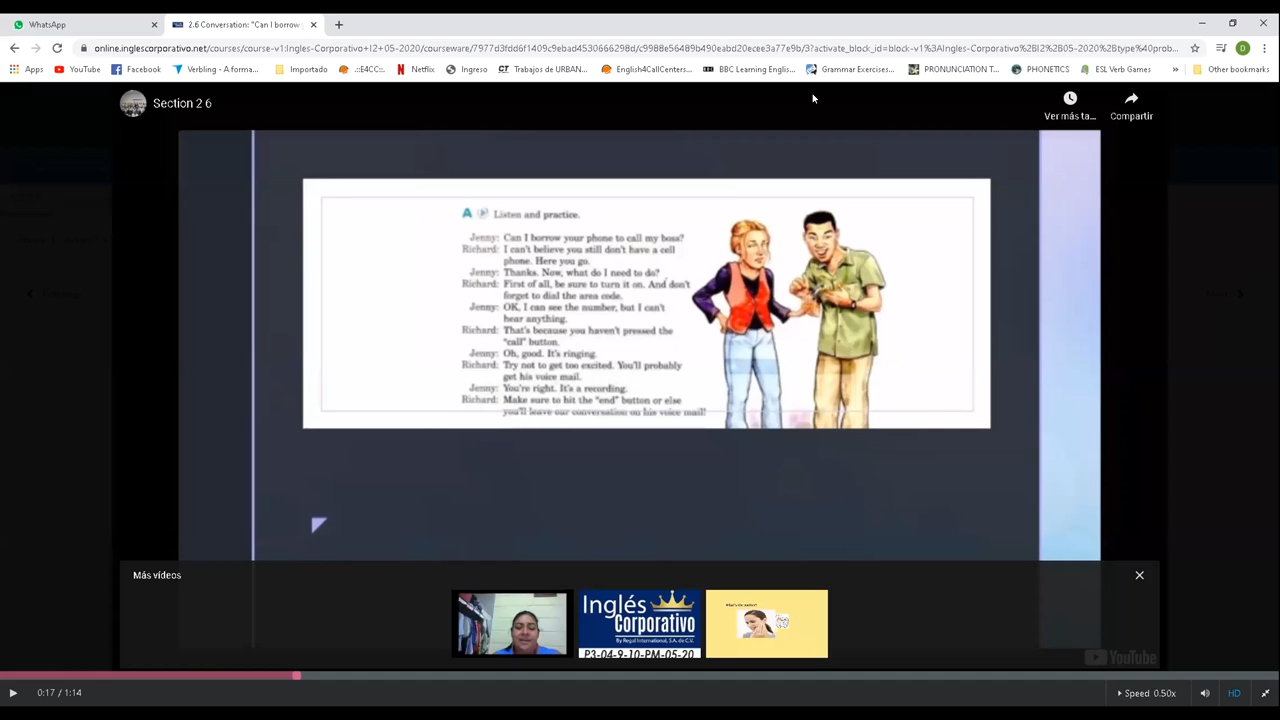 WhatsApp
2.6 Conversation: "Can I borrow y
online.inglescorporativo.net/courses/course-v1:Ingles-Corporativo+I2+05-2020/courseware/7977d3fdd6f1409c9ebad4530666298d/c9988e56489b490eabd20ecee3a77e9b/3?activate_block_id=block-v1%3AIngles-Corporativo%2BI2%2B05-2020%2Btype%40prob...
Apps YouTube Facebook Verbling - A forma... Importado .::E4CC::. Netflix Ingreso Trabajos de URBAN... English4CallCenters... BBC Learning Englis... Grammar Exercises... PRONUNCIATION T... PHONETICS ESL Verb Games Other bookmarks
Section 2 6
Ver más ta...
Compartir
A Listen and practice.
Jenny: Can I borrow your phone to call my boss?
Richard: I can't believe you still don't have a cell
phone. Here you go.
Jenny: Thanks. Now, what do I need to do?
Richard: First of all, be sure to turn it on. And don't
forget to dial the area code.
Jenny: OK, I can see the number, but I can't
hear anything.
Richard: That's because you haven't pressed the
"call" button.
Jenny: Oh, good. It's ringing.
Richard: Try not to get too excited. You'll probably
get his voice mail.
Jenny: You're right. It's a recording.
Richard: Make sure to hit the "end" button or else
you'll leave our conversation on his voice mail!
Más vídeos
Inglés
Corporativo
By Regal International, S.A. de C.V.
P3-04-9-10-PM-05-20
YouTube
0:17 / 1:14
Speed 0.50x
HD